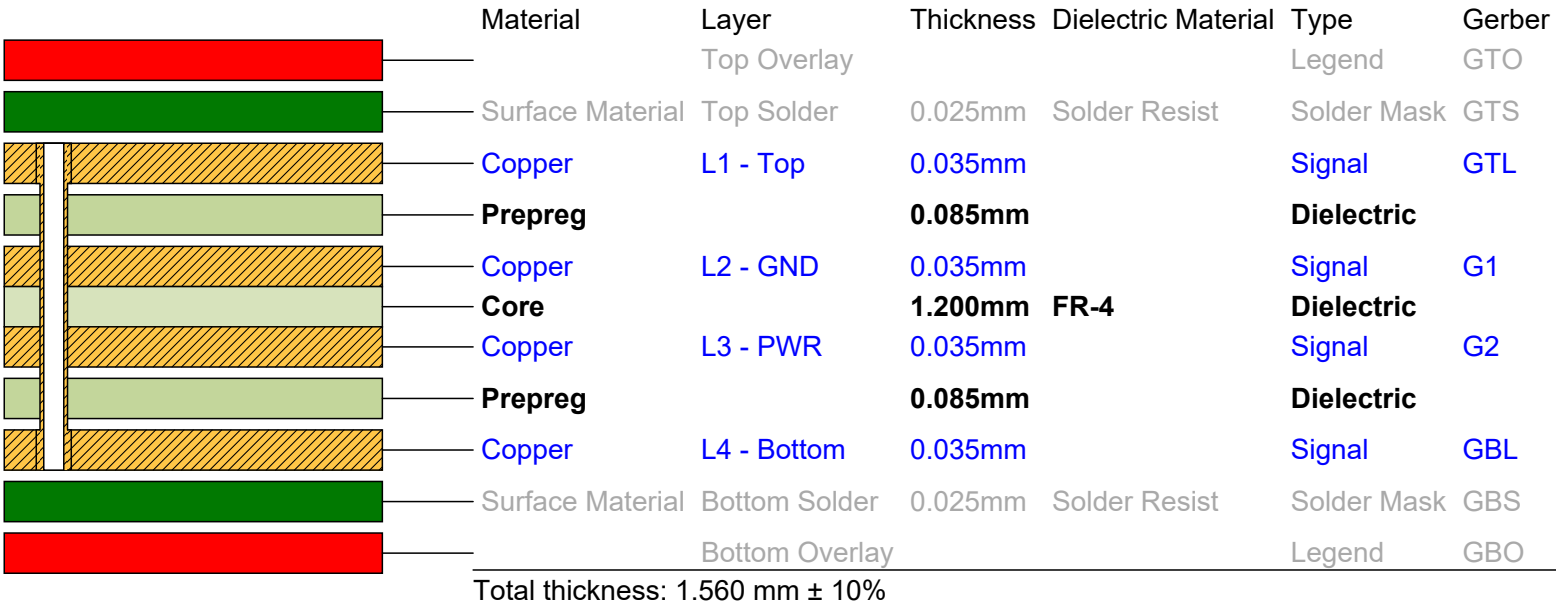 Material Layer Thickness Dielectric Material Type Gerber
Top Overlay Legend GTO
Surface Material Top Solder 0.025mm Solder Resist Solder Mask GTS
Copper L1 - Top 0.035mm Signal GTL
Prepreg 0.085mm Dielectric
Copper L2 - GND 0.035mm Signal G1
Core 1.200mm FR-4 Dielectric
Copper L3 - PWR 0.035mm Signal G2
Prepreg 0.085mm Dielectric
Copper L4 - Bottom 0.035mm Signal GBL
Surface Material Bottom Solder 0.025mm Solder Resist Solder Mask GBS
Bottom Overlay Legend GBO
Total thickness: 1.560 mm ± 10%